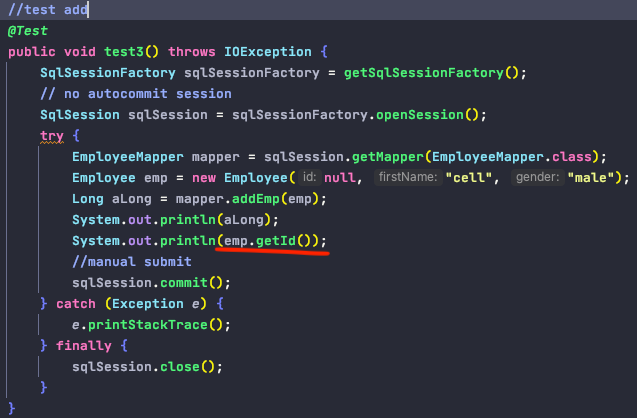 //test add
@Test
public void test3() throws IOException {
SqlSessionFactory sqlSessionFactory = getSqlSessionFactory();
// no autocommit session
SqlSession sqlSession = sqlSessionFactory.openSession();
try {
EmployeeMapper mapper = sqlSession.getMapper(EmployeeMapper.class);
Employee emp = new Employee( id: null, firstName: "cell", gender: "male");
Long aLong = mapper.addEmp(emp);
System.out.println(aLong);
System.out.println(emp.getId());
//manual submit
sqlSession.commit();
} catch (Exception e) {
e.printStackTrace();
} finally {
sqlSession.close();
}
}